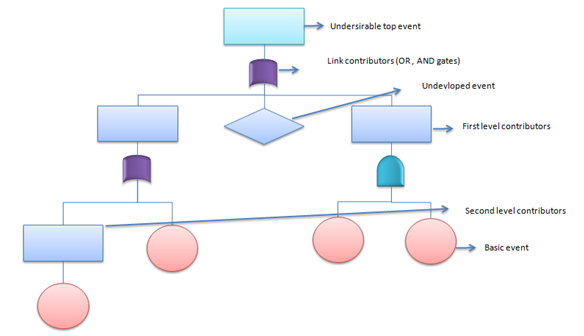 Undersirable top event
Link contributors (OR , AND gates)
Undevloped event
First level contributors
Second level contributors
Basic event